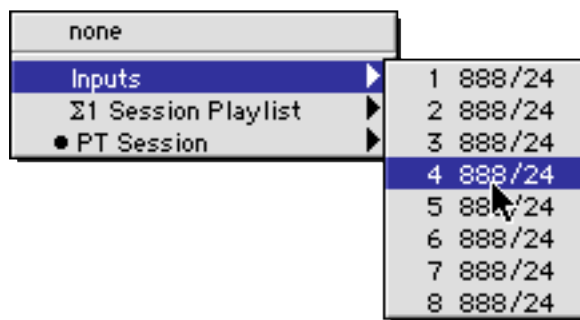 none
Inputs
Σ1 Session Playlist
● PT Session
1 888/24
2 888/24
3 888/24
4 888/24
5 888/24
6 888/24
7 888/24
8 888/24